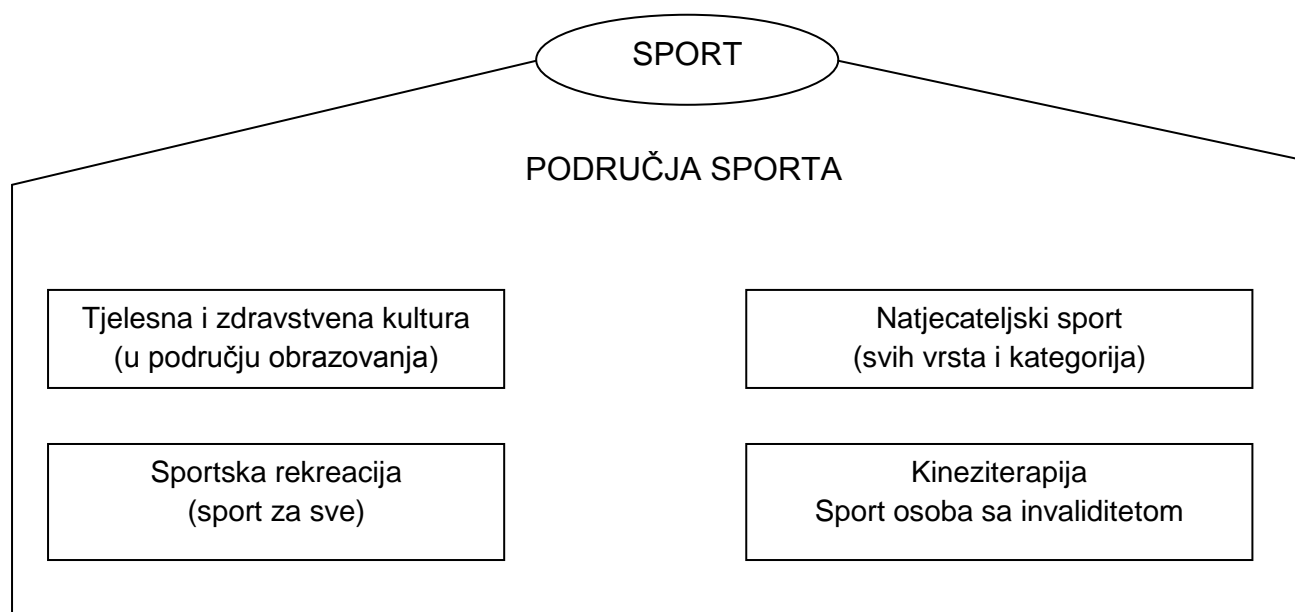 SPORT
PODRUČJA SPORTA
Tjelesna i zdravstvena kultura
(u području obrazovanja)
Natjecateljski sport
(svih vrsta i kategorija)
Sportska rekreacija
(sport za sve)
Kineziterapija
Sport osoba sa invaliditetom